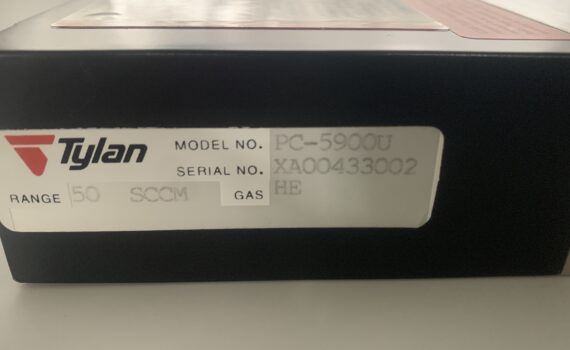 Tylan
MODEL NO. PC-5900U
SERIAL NO. XA00433002
RANGE 50 SCCM GAS HE